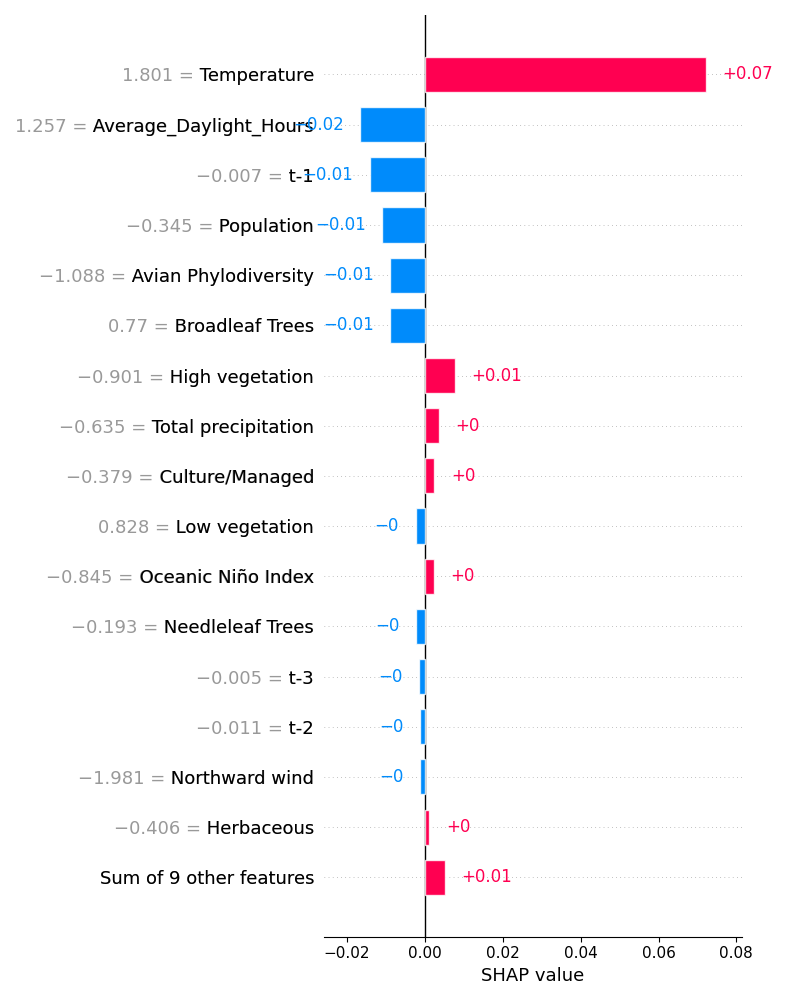 1.801 = Temperature +0.07
1.257 = Average_Daylight_Hours −0.02
−0.007 = t-1 −0.01
−0.345 = Population −0.01
−1.088 = Avian Phylodiversity −0.01
0.77 = Broadleaf Trees −0.01
−0.901 = High vegetation +0.01
−0.635 = Total precipitation +0
−0.379 = Culture/Managed +0
0.828 = Low vegetation −0
−0.845 = Oceanic Niño Index +0
−0.193 = Needleleaf Trees −0
−0.005 = t-3 −0
−0.011 = t-2 −0
−1.981 = Northward wind −0
−0.406 = Herbaceous +0
Sum of 9 other features +0.01
−0.02 0.00 0.02 0.04 0.06 0.08
SHAP value